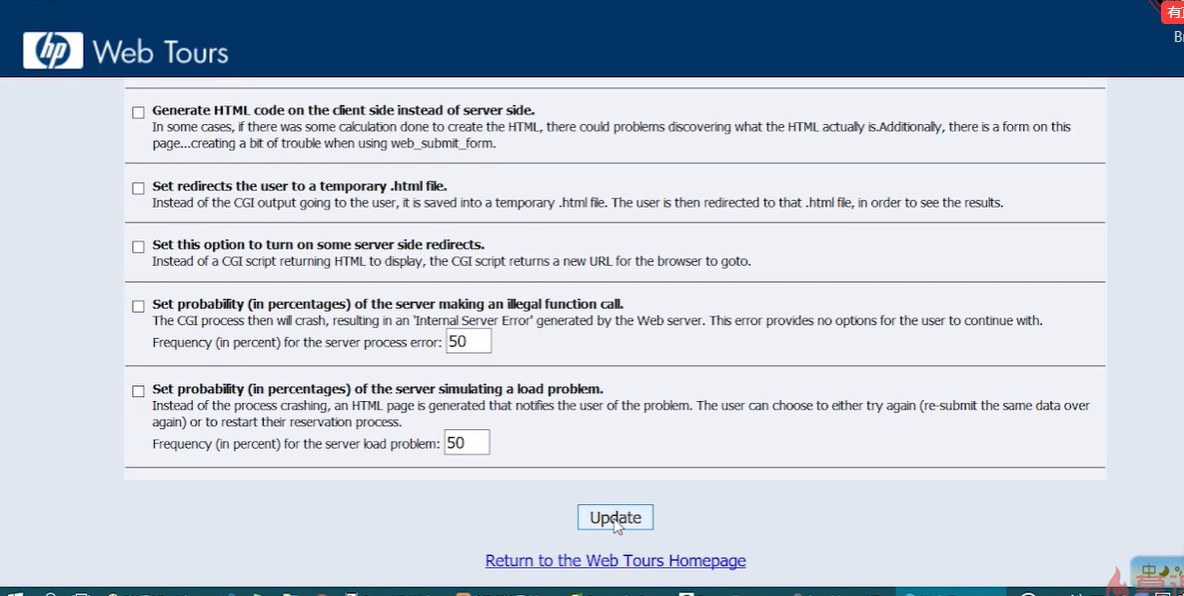 有
hp Web Tours
Generate HTML code on the client side instead of server side.
In some cases, if there was some calculation done to create the HTML, there could problems discovering what the HTML actually is.Additionally, there is a form on this
page...creating a bit of trouble when using web_submit_form.
Set redirects the user to a temporary .html file.
Instead of the CGI output going to the user, it is saved into a temporary .html file. The user is then redirected to that .html file, in order to see the results.
Set this option to turn on some server side redirects.
Instead of a CGI script returning HTML to display, the CGI script returns a new URL for the browser to goto.
Set probability (in percentages) of the server making an illegal function call.
The CGI process then will crash, resulting in an 'Internal Server Error' generated by the Web server. This error provides no options for the user to continue with.
Frequency (in percent) for the server process error: 50
Set probability (in percentages) of the server simulating a load problem.
Instead of the process crashing, an HTML page is generated that notifies the user of the problem. The user can choose to either try again (re-submit the same data over
again) or to restart their reservation process.
Frequency (in percent) for the server load problem: 50
Update
Return to the Web Tours Homepage
中